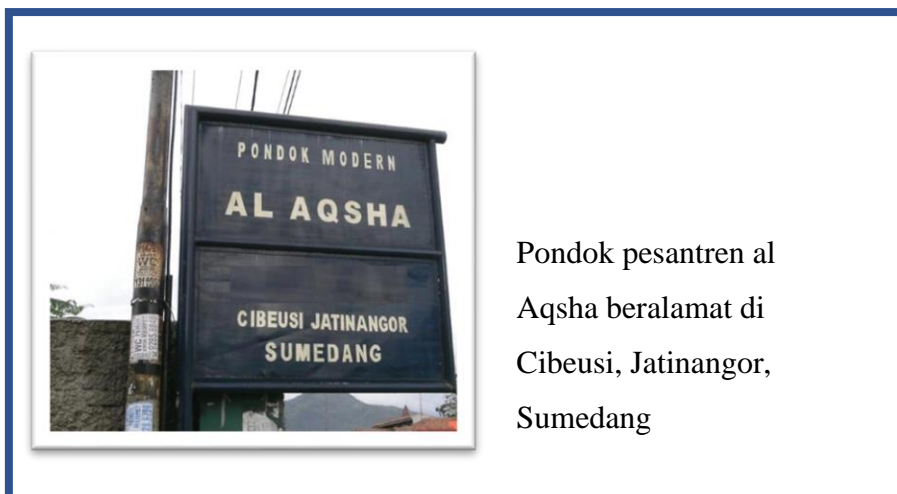 PONDOK MODERN
AL AQSHA
CIBEUSI JATINANGOR
SUMEDANG
Pondok pesantren al
Aqsha beralamat di
Cibeusi, Jatinangor,
Sumedang